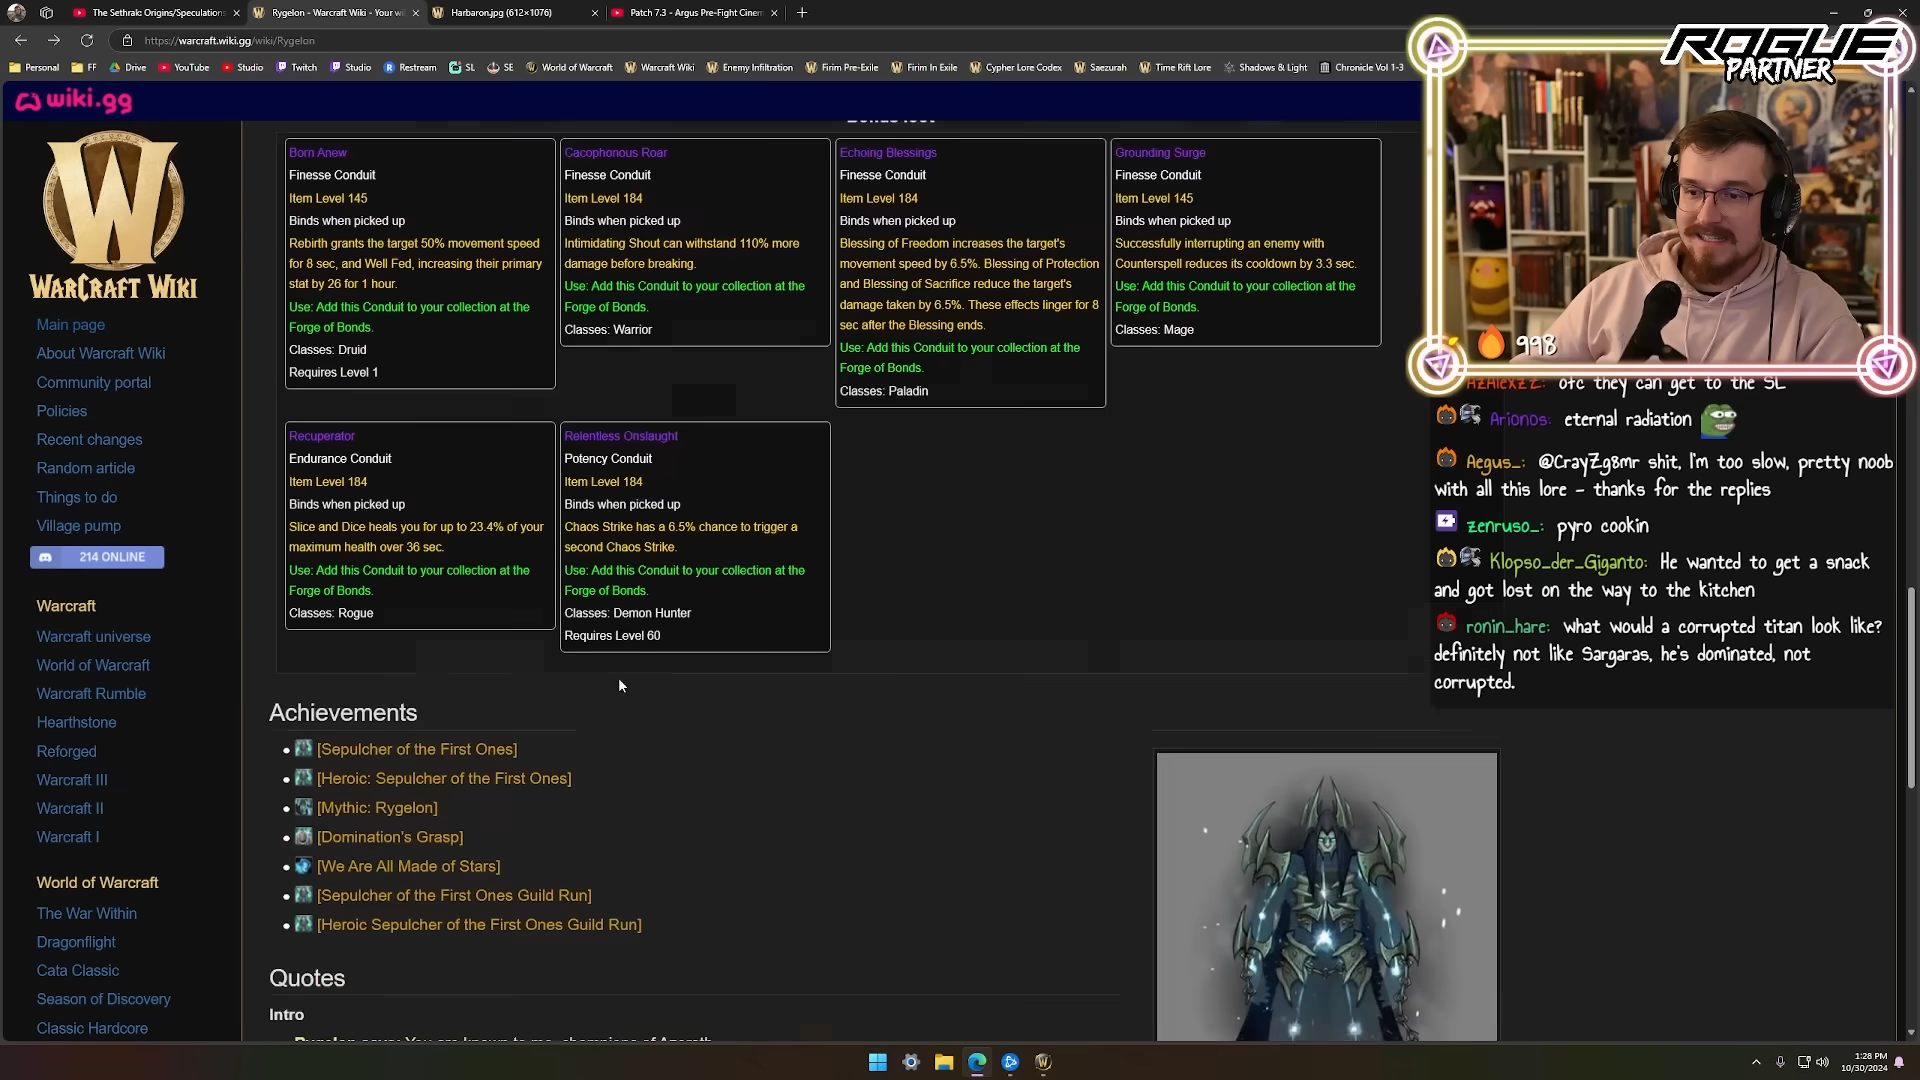 The Sethrak: Origins/Speculations
Rygelon - Warcraft Wiki - Your wi
Harbaron.jpg (612×1076)
Patch 7.3 - Argus Pre-Fight Cinem
https://warcraft.wiki.gg/wiki/Rygelon
Personal
FF
Drive
YouTube
Studio
Twitch
Studio
Restream
SL
SE
World of Warcraft
Warcraft Wiki
Enemy Infiltration
Firim Pre-Exile
Firim In Exile
Cypher Lore Codex
Saezurah
Time Rift Lore
Shadows & Light
Chronicle Vol 1-3
ROGUE
PARTNER
wiki.gg
WARCRAFT WIKI
Main page
About Warcraft Wiki
Community portal
Policies
Recent changes
Random article
Things to do
Village pump
214 ONLINE
Warcraft
Warcraft universe
World of Warcraft
Warcraft Rumble
Hearthstone
Reforged
Warcraft III
Warcraft II
Warcraft I
World of Warcraft
The War Within
Dragonflight
Cata Classic
Season of Discovery
Classic Hardcore
Born Anew
Finesse Conduit
Item Level 145
Binds when picked up
Rebirth grants the target 50% movement speed
for 8 sec, and Well Fed, increasing their primary
stat by 26 for 1 hour.
Use: Add this Conduit to your collection at the
Forge of Bonds.
Classes: Druid
Requires Level 1
Cacophonous Roar
Finesse Conduit
Item Level 184
Binds when picked up
Intimidating Shout can withstand 110% more
damage before breaking.
Use: Add this Conduit to your collection at the
Forge of Bonds.
Classes: Warrior
Echoing Blessings
Finesse Conduit
Item Level 184
Binds when picked up
Blessing of Freedom increases the target's
movement speed by 6.5%. Blessing of Protection
and Blessing of Sacrifice reduce the target's
damage taken by 6.5%. These effects linger for 8
sec after the Blessing ends.
Use: Add this Conduit to your collection at the
Forge of Bonds.
Classes: Paladin
Grounding Surge
Finesse Conduit
Item Level 145
Binds when picked up
Successfully interrupting an enemy with
Counterspell reduces its cooldown by 3.3 sec.
Use: Add this Conduit to your collection at the
Forge of Bonds.
Classes: Mage
Recuperator
Endurance Conduit
Item Level 184
Binds when picked up
Slice and Dice heals you for up to 23.4% of your
maximum health over 36 sec.
Use: Add this Conduit to your collection at the
Forge of Bonds.
Classes: Rogue
Relentless Onslaught
Potency Conduit
Item Level 184
Binds when picked up
Chaos Strike has a 6.5% chance to trigger a
second Chaos Strike.
Use: Add this Conduit to your collection at the
Forge of Bonds.
Classes: Demon Hunter
Requires Level 60
Achievements
[Sepulcher of the First Ones]
[Heroic: Sepulcher of the First Ones]
[Mythic: Rygelon]
[Domination's Grasp]
[We Are All Made of Stars]
[Sepulcher of the First Ones Guild Run]
[Heroic Sepulcher of the First Ones Guild Run]
Quotes
Intro
Rygelon says: You are known to me, champions of Azeroth
998
AzAlexZZ: ofc they can get to the SL
Arionos: eternal radiation
Aegus_: @CrayZg8mr shit, I'm too slow, pretty noob
with all this lore - thanks for the replies
zenruso_: pyro cookin
Klopso_der_Giganto: He wanted to get a snack
and got lost on the way to the kitchen
ronin_hare: what would a corrupted titan look like?
definitely not like Sargaras, he's dominated, not
corrupted.
1:28 PM
10/30/2024